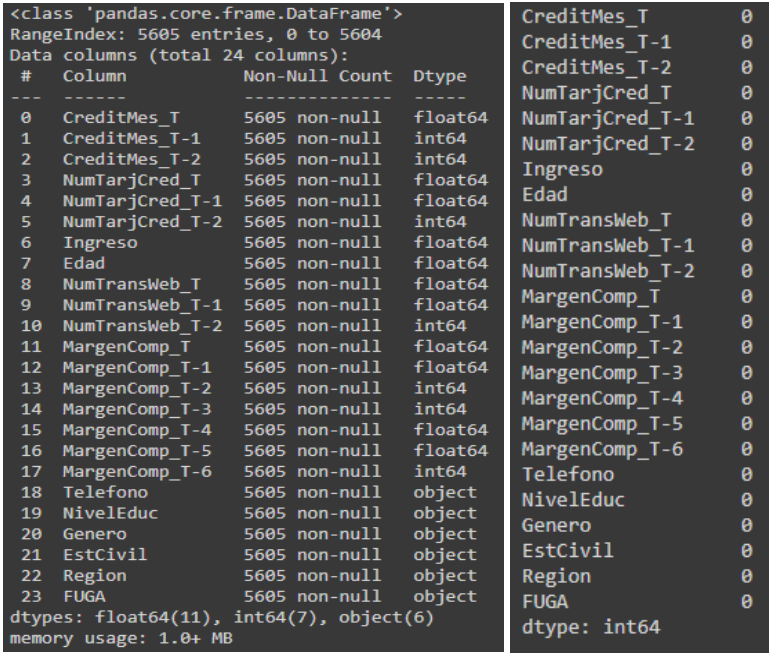 <class 'pandas.core.frame.DataFrame'>
RangeIndex: 5605 entries, 0 to 5604
Data columns (total 24 columns):
 #   Column          Non-Null Count  Dtype
---  ------          --------------  -----
 0   CreditMes_T     5605 non-null   float64
 1   CreditMes_T-1   5605 non-null   int64
 2   CreditMes_T-2   5605 non-null   int64
 3   NumTarjCred_T   5605 non-null   float64
 4   NumTarjCred_T-1 5605 non-null   float64
 5   NumTarjCred_T-2 5605 non-null   int64
 6   Ingreso         5605 non-null   float64
 7   Edad            5605 non-null   float64
 8   NumTransWeb_T   5605 non-null   float64
 9   NumTransWeb_T-1 5605 non-null   float64
 10  NumTransWeb_T-2 5605 non-null   int64
 11  MargenComp_T    5605 non-null   float64
 12  MargenComp_T-1  5605 non-null   float64
 13  MargenComp_T-2  5605 non-null   int64
 14  MargenComp_T-3  5605 non-null   int64
 15  MargenComp_T-4  5605 non-null   float64
 16  MargenComp_T-5  5605 non-null   float64
 17  MargenComp_T-6  5605 non-null   int64
 18  Telefono        5605 non-null   object
 19  NivelEduc       5605 non-null   object
 20  Genero          5605 non-null   object
 21  EstCivil        5605 non-null   object
 22  Region          5605 non-null   object
 23  FUGA            5605 non-null   object
dtypes: float64(11), int64(7), object(6)
memory usage: 1.0+ MB
CreditMes_T        0
CreditMes_T-1      0
CreditMes_T-2      0
NumTarjCred_T      0
NumTarjCred_T-1    0
NumTarjCred_T-2    0
Ingreso            0
Edad               0
NumTransWeb_T      0
NumTransWeb_T-1    0
NumTransWeb_T-2    0
MargenComp_T       0
MargenComp_T-1     0
MargenComp_T-2     0
MargenComp_T-3     0
MargenComp_T-4     0
MargenComp_T-5     0
MargenComp_T-6     0
Telefono           0
NivelEduc          0
Genero             0
EstCivil           0
Region             0
FUGA               0
dtype: int64